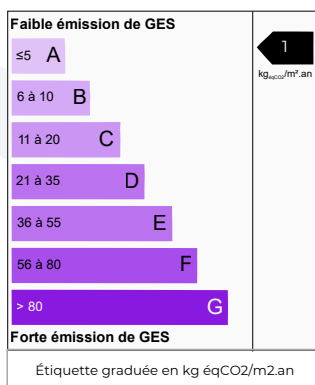 Faible émission de GES
≤5 A
6 à 10 B
11 à 20 C
21 à 35 D
36 à 55 E
56 à 80 F
> 80 G
Forte émission de GES
1
kgéqCO2/m².an
Étiquette graduée en kg éqCO2/m2.an